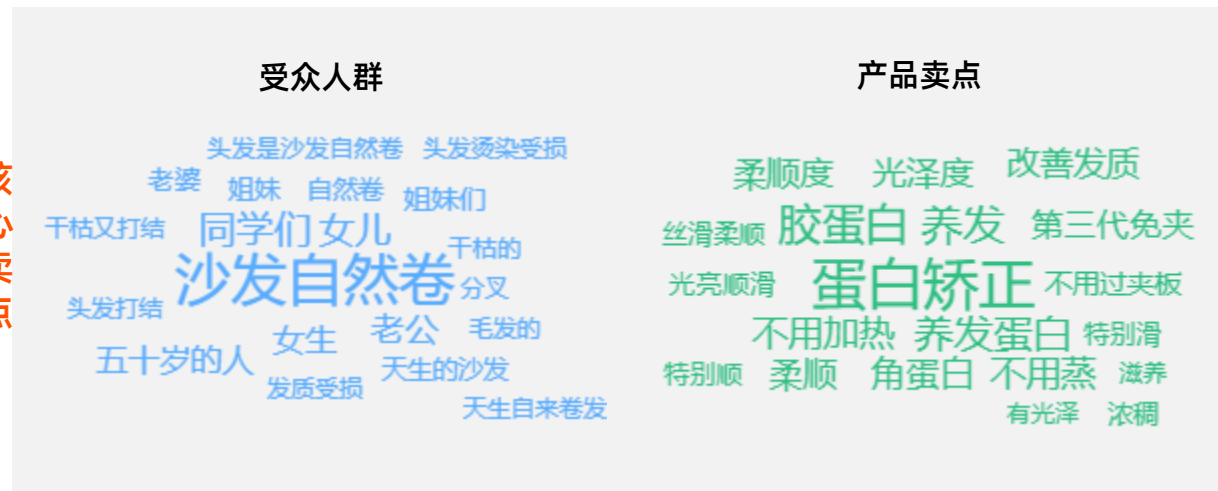 受众人群
头发是沙发自然卷 头发烫染受损
老婆 姐妹 自然卷 姐妹们
干枯又打结 同学们 女儿 干枯的
沙发自然卷 分叉
头发打结 女生 老公 毛发的
五十岁的人 发质受损 天生的沙发
天生自来卷发
产品卖点
柔顺度 光泽度 改善发质
丝滑柔顺 胶蛋白 养发 第三代免夹
光亮顺滑 蛋白矫正 不用过夹板
不用加热 养发蛋白 特别滑
特别顺 柔顺 角蛋白 不用蒸 滋养
有光泽 浓稠
核
心
卖
点